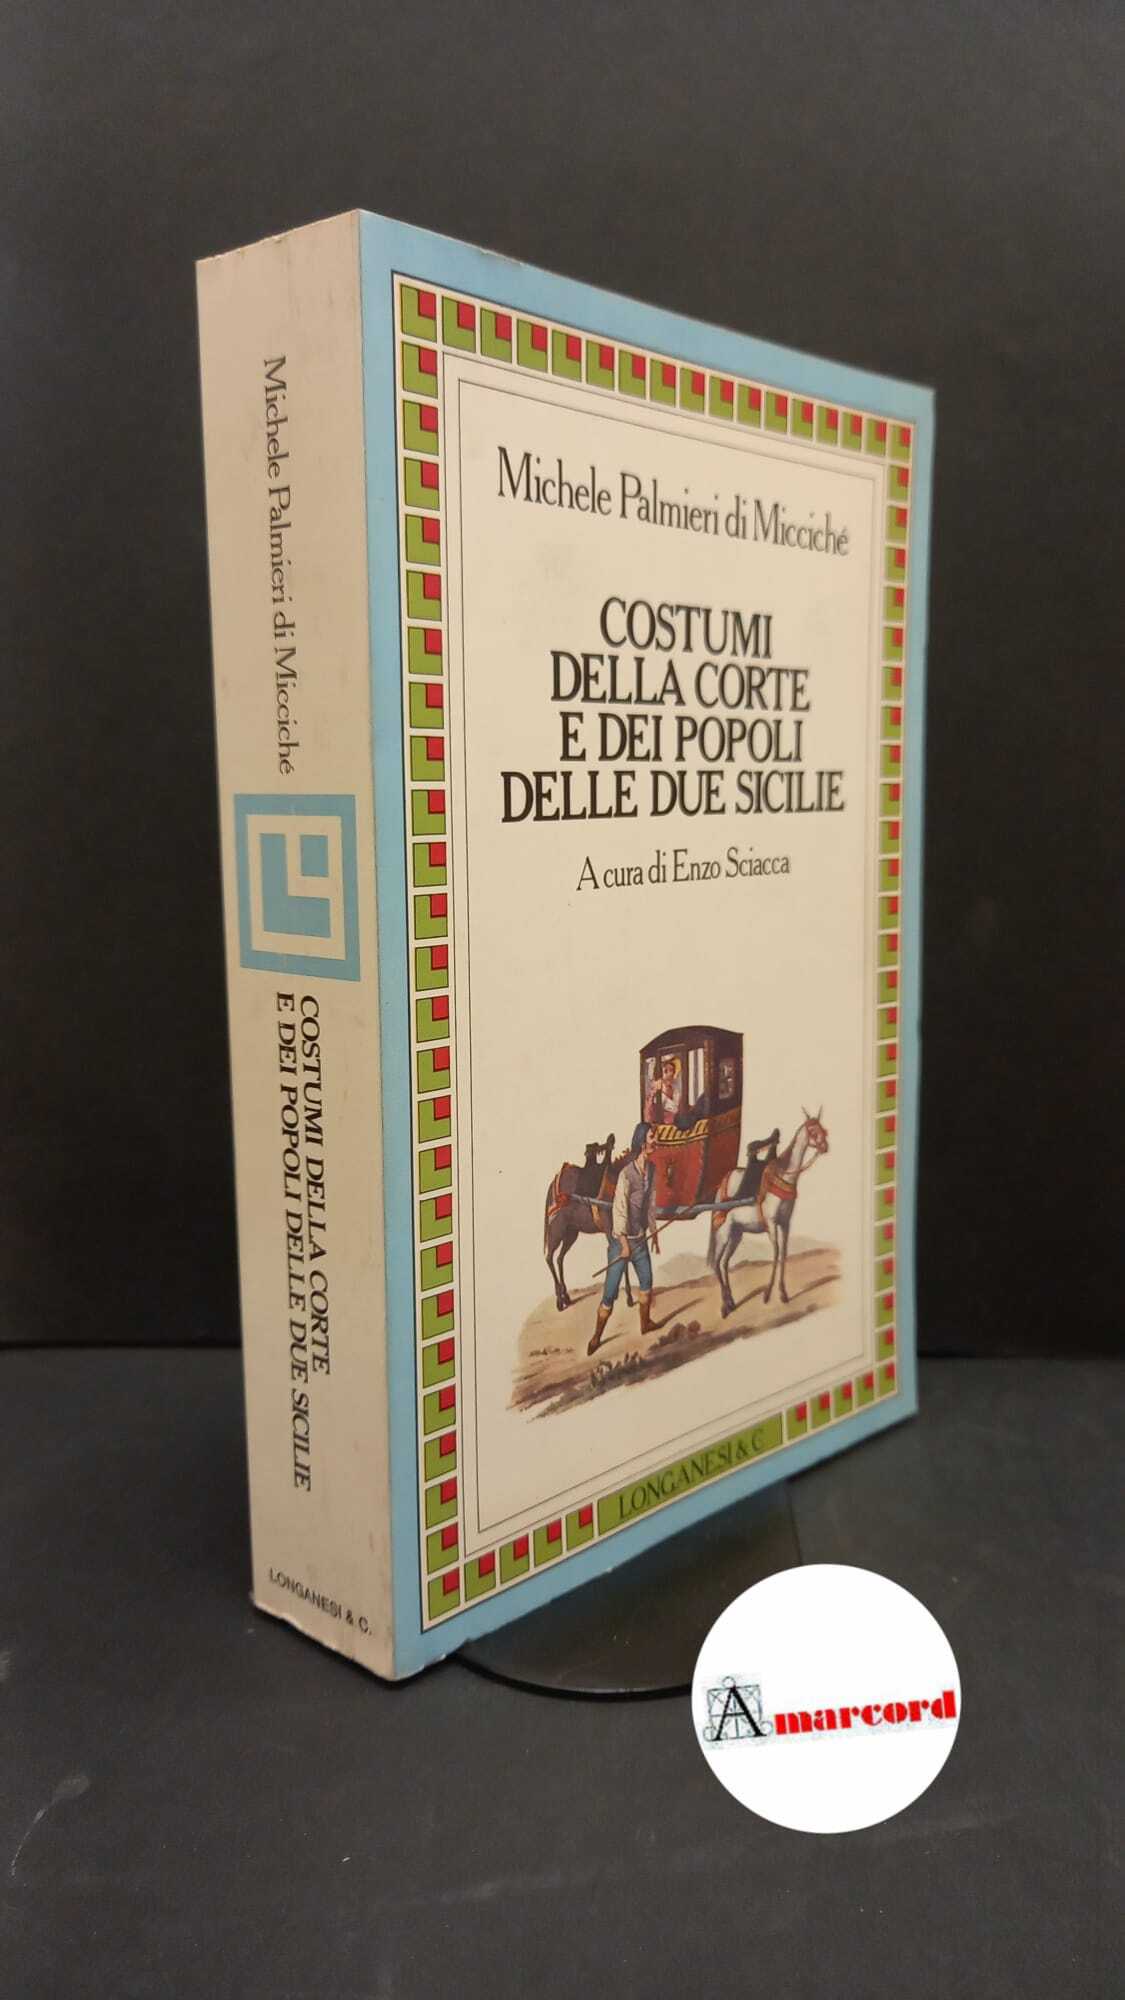 Michele Palmieri di Micciché
COSTUMI DELLA CORTE
E DEI POPOLI DELLE DUE SICILIE
LONGANESI & C.
Michele Palmieri di Micciché
COSTUMI
DELLA CORTE
E DEI POPOLI
DELLE DUE SICILIE
A cura di Enzo Sciacca
LONGANESI & C
Amarcord